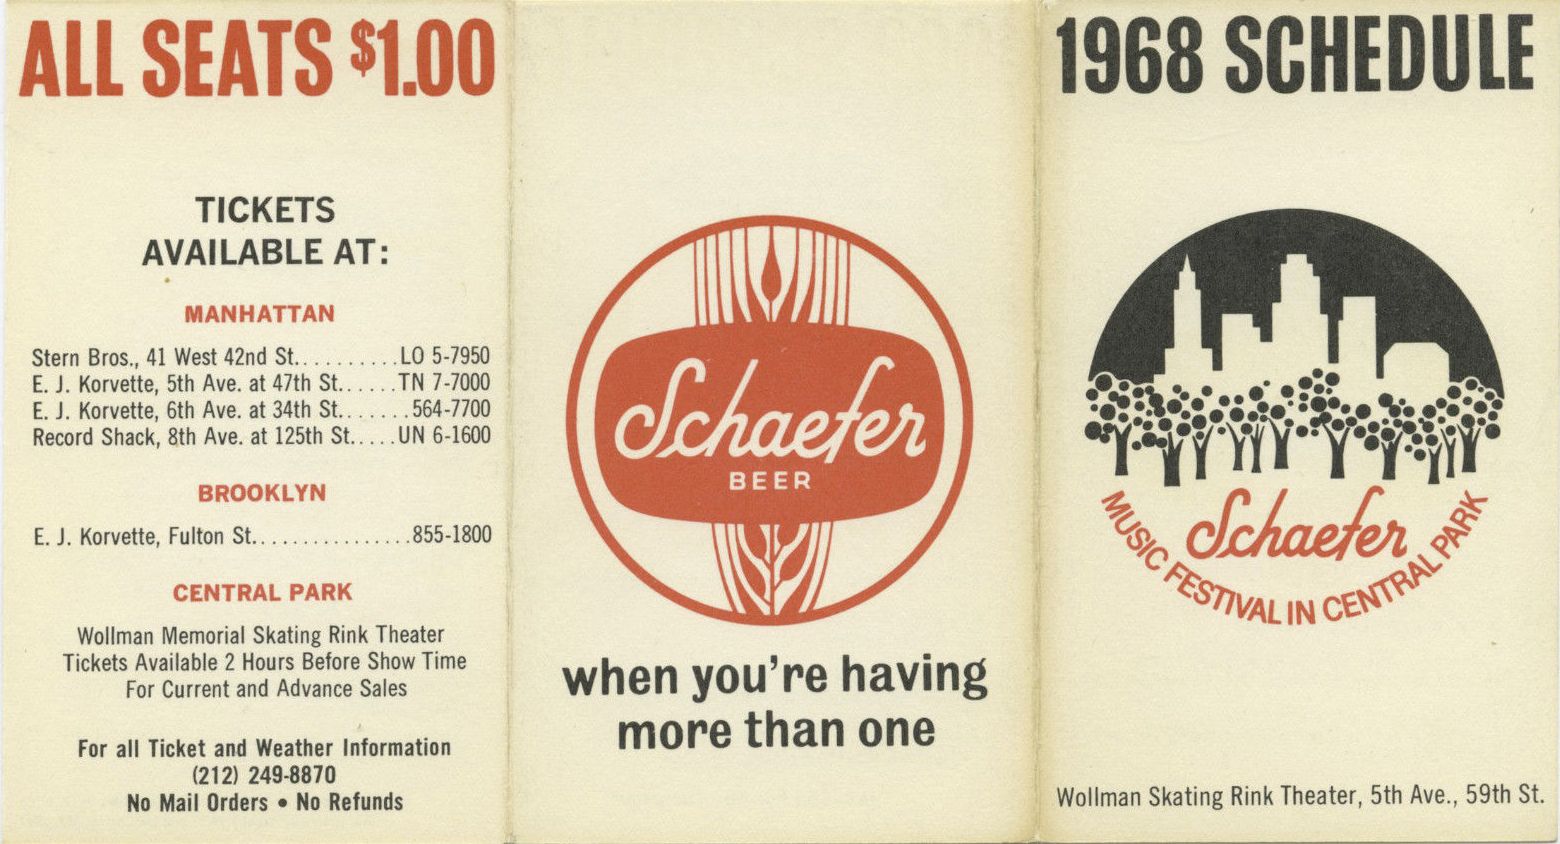 ALL SEATS $1.00
TICKETS
AVAILABLE AT:
MANHATTAN
Stern Bros., 41 West 42nd St..........LO 5-7950
E. J. Korvette, 5th Ave. at 47th St......TN 7-7000
E. J. Korvette, 6th Ave. at 34th St.......564-7700
Record Shack, 8th Ave. at 125th St.....UN 6-1600
BROOKLYN
E. J. Korvette, Fulton St................855-1800
CENTRAL PARK
Wollman Memorial Skating Rink Theater
Tickets Available 2 Hours Before Show Time
For Current and Advance Sales
For all Ticket and Weather Information
(212) 249-8870
No Mail Orders • No Refunds
Schaefer
BEER
when you're having
more than one
1968 SCHEDULE
Schaefer
MUSIC FESTIVAL IN CENTRAL PARK
Wollman Skating Rink Theater, 5th Ave., 59th St.